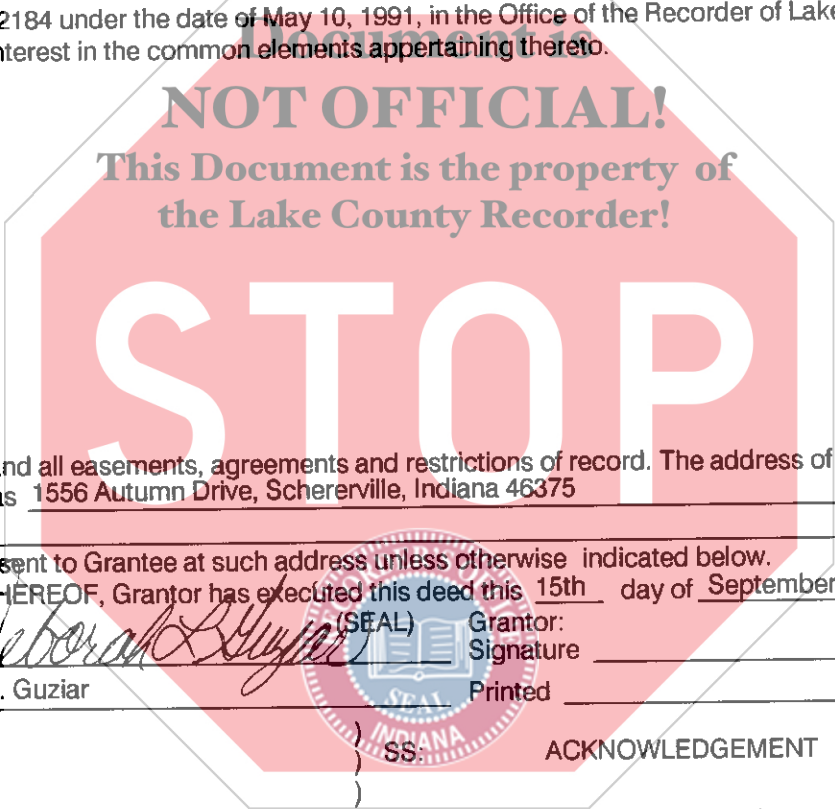 2184 under the date of May 10, 1991, in the Office of the Recorder of Lake
Document is
nterest in the common elements appertaining thereto.
NOT OFFICIAL!
This Document is the property of
the Lake County Recorder!
STOP
nd all easements, agreements and restrictions of record. The address of
s 1556 Autumn Drive, Schererville, Indiana 46375
sent to Grantee at such address unless otherwise indicated below.
HEREOF, Grantor has executed this deed this 15th day of September
(SEAL) Grantor:
eborah L Guziar Signature
. Guziar Printed
SEAL
INDIANA
) SS: ACKNOWLEDGEMENT
)
)